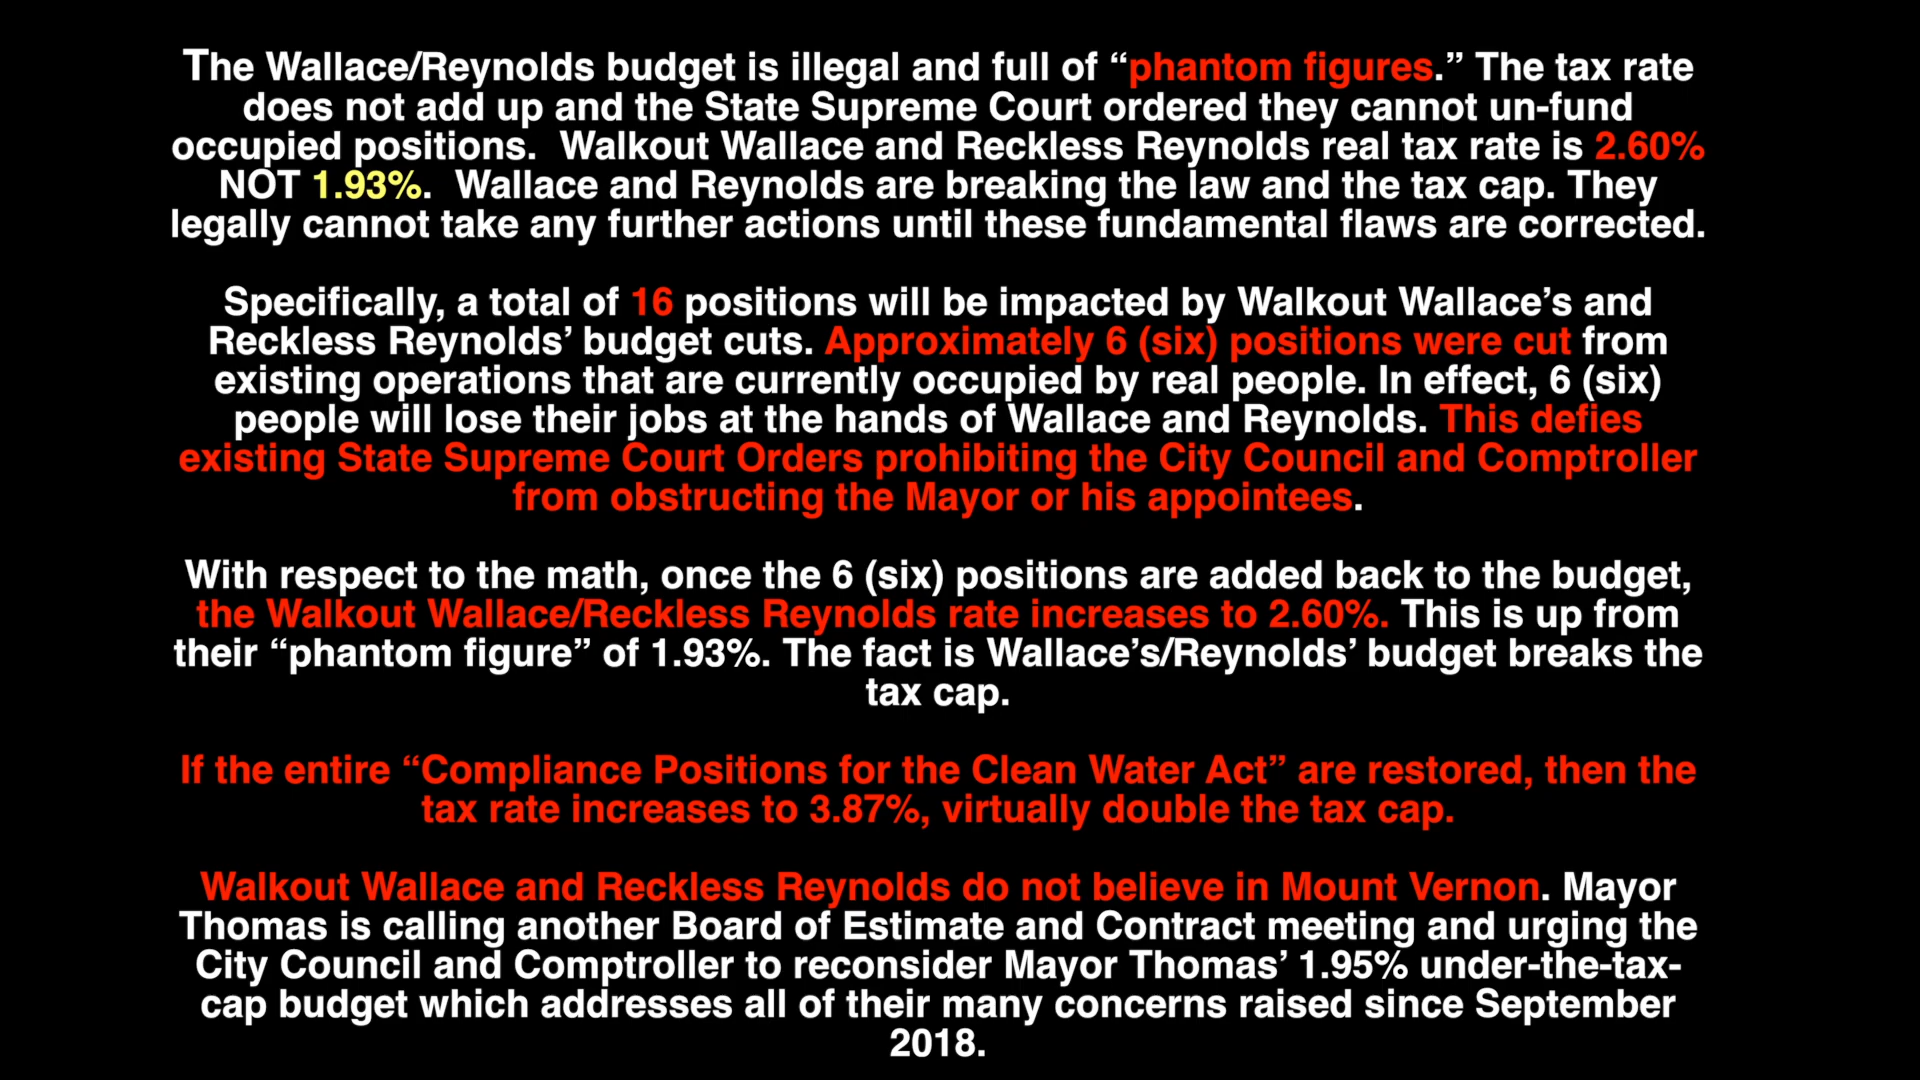 The Wallace/Reynolds budget is illegal and full of “phantom figures.” The tax rate
does not add up and the State Supreme Court ordered they cannot un-fund
occupied positions.  Walkout Wallace and Reckless Reynolds real tax rate is 2.60%
NOT 1.93%.  Wallace and Reynolds are breaking the law and the tax cap. They
legally cannot take any further actions until these fundamental flaws are corrected.
Specifically, a total of 16 positions will be impacted by Walkout Wallace’s and
Reckless Reynolds’ budget cuts. Approximately 6 (six) positions were cut from
existing operations that are currently occupied by real people. In effect, 6 (six)
people will lose their jobs at the hands of Wallace and Reynolds. This defies
existing State Supreme Court Orders prohibiting the City Council and Comptroller
from obstructing the Mayor or his appointees.
With respect to the math, once the 6 (six) positions are added back to the budget,
the Walkout Wallace/Reckless Reynolds rate increases to 2.60%. This is up from
their “phantom figure” of 1.93%. The fact is Wallace’s/Reynolds’ budget breaks the
tax cap.
If the entire “Compliance Positions for the Clean Water Act” are restored, then the
tax rate increases to 3.87%, virtually double the tax cap.
Walkout Wallace and Reckless Reynolds do not believe in Mount Vernon. Mayor
Thomas is calling another Board of Estimate and Contract meeting and urging the
City Council and Comptroller to reconsider Mayor Thomas’ 1.95% under-the-tax-
cap budget which addresses all of their many concerns raised since September
2018.